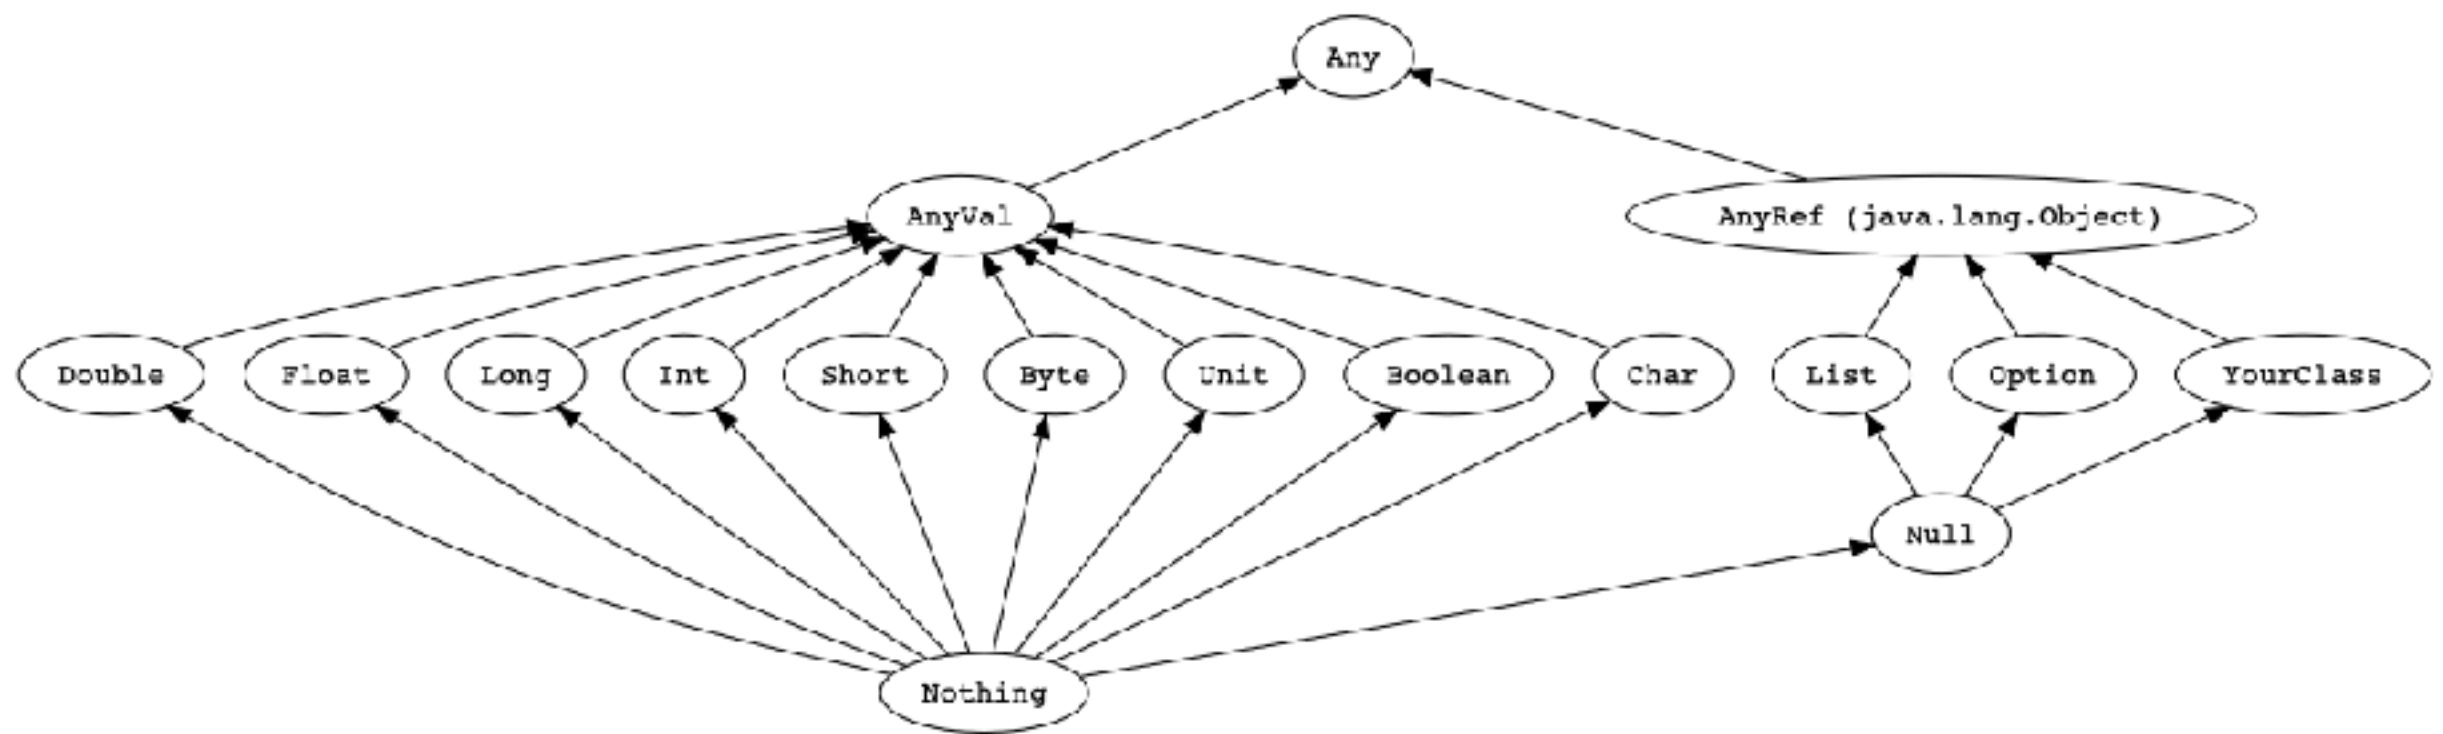 Any
AnyVal
AnyRef (java.lang.Object)
Double
Float
Long
Int
Short
Byte
Unit
Boolean
Char
List
Option
YourClass
Null
Nothing